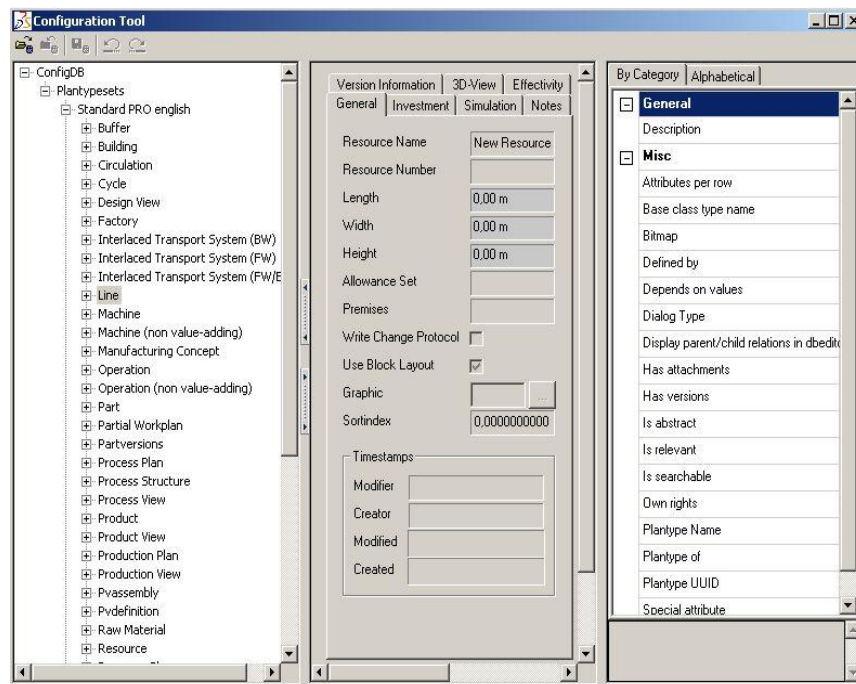 Configuration Tool
ConfigDB
Plantypesets
Standard PRO english
Buffer
Building
Circulation
Cycle
Design View
Factory
Interlaced Transport System (BW)
Interlaced Transport System (FW)
Interlaced Transport System (FW/E
Line
Machine
Machine (non value-adding)
Manufacturing Concept
Operation
Operation (non value-adding)
Part
Partial Workplan
Partversions
Process Plan
Process Structure
Process View
Product
Product View
Production Plan
Production View
Pvassembly
Pvdefinition
Raw Material
Resource
Version Information 3D-View Effectivity
General Investment Simulation Notes
Resource Name New Resource
Resource Number
Length 0,00 m
Width 0,00 m
Height 0,00 m
Allowance Set
Premises
Write Change Protocol
Use Block Layout
Graphic ...
Sortindex 0,0000000000
Timestamps
Modifier
Creator
Modified
Created
By Category Alphabetical
General
Description
Misc
Attributes per row
Base class type name
Bitmap
Defined by
Depends on values
Dialog Type
Display parent/child relations in dbedito
Has attachments
Has versions
Is abstract
Is relevant
Is searchable
Own rights
Plantype Name
Plantype of
Plantype UUID
Special attribute